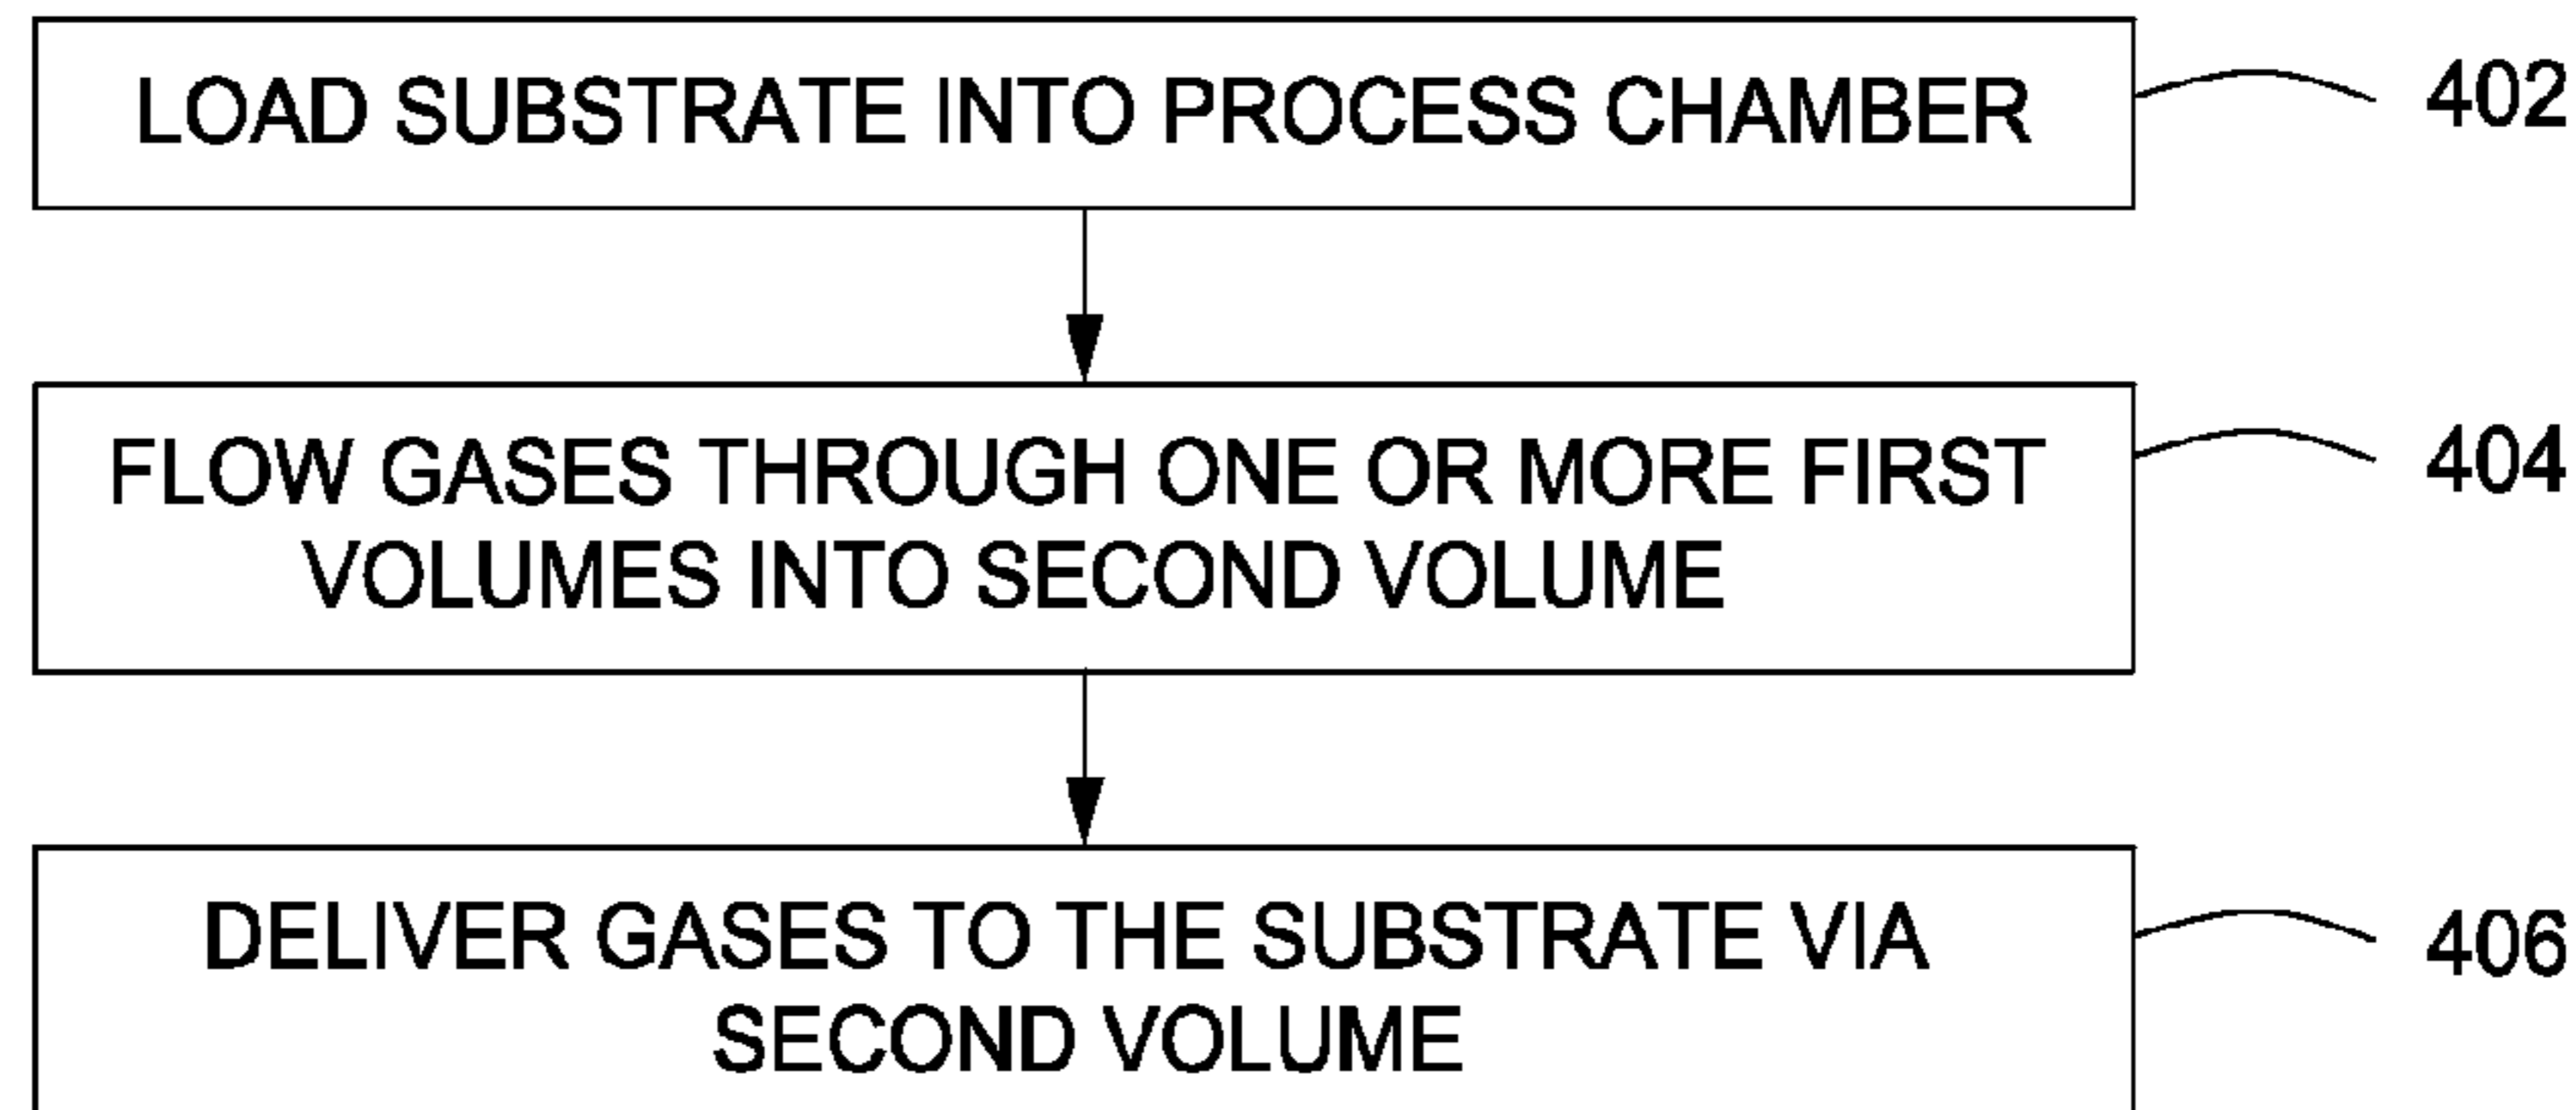 LOAD SUBSTRATE INTO PROCESS CHAMBER
402
FLOW GASES THROUGH ONE OR MORE FIRST
VOLUMES INTO SECOND VOLUME
404
DELIVER GASES TO THE SUBSTRATE VIA
SECOND VOLUME
406